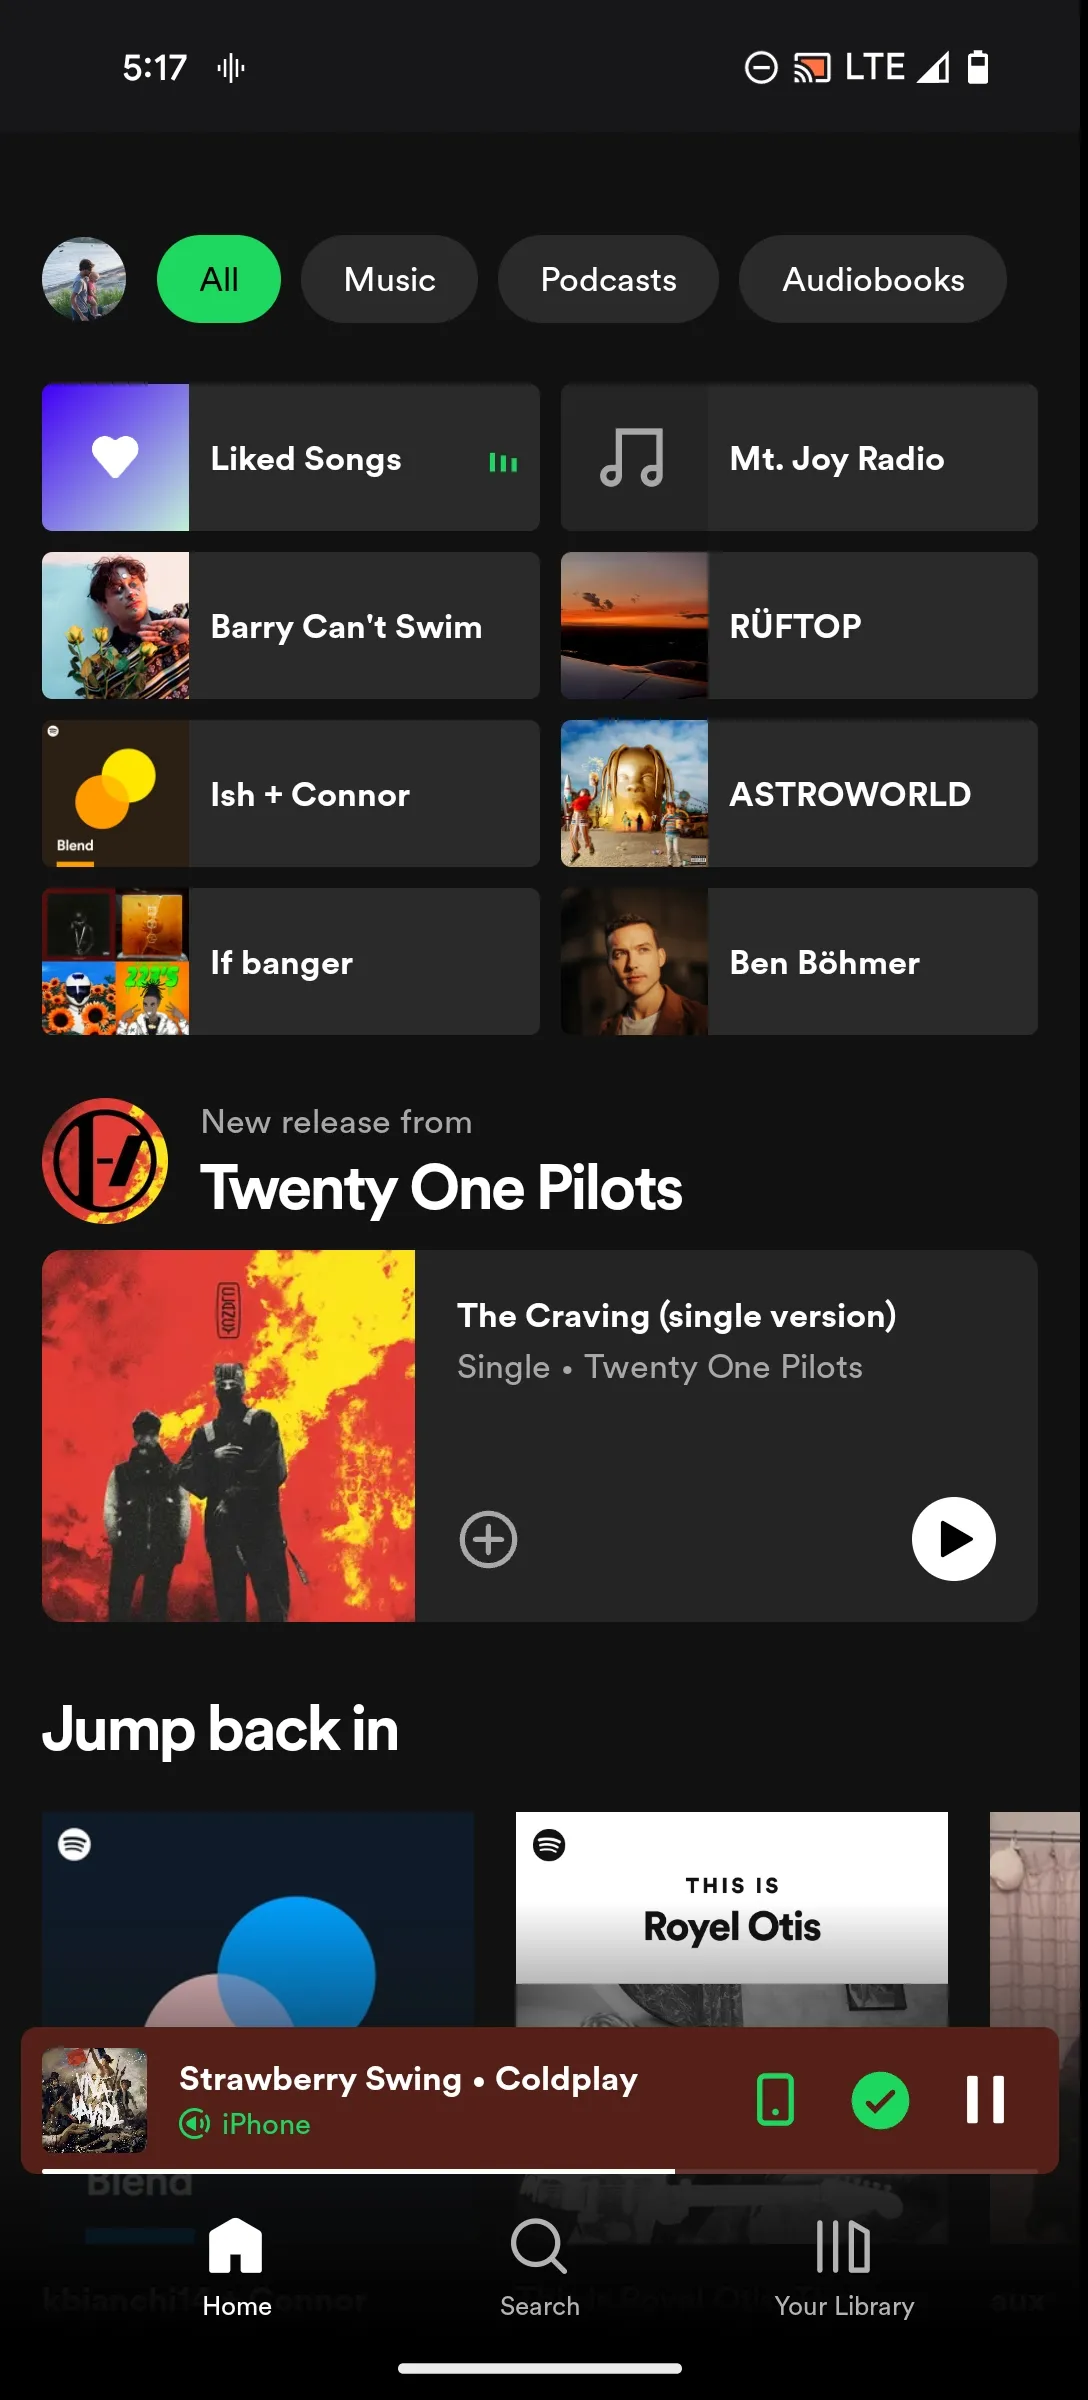 5:17
LTE
All
Music
Podcasts
Audiobooks
Liked Songs
Mt. Joy Radio
Barry Can't Swim
RÜFTOP
Ish + Connor
Blend
ASTROWORLD
If banger
Ben Böhmer
New release from
Twenty One Pilots
The Craving (single version)
Single • Twenty One Pilots
Jump back in
THIS IS
Royel Otis
Strawberry Swing • Coldplay
iPhone
Blend
Home
Search
Your Library